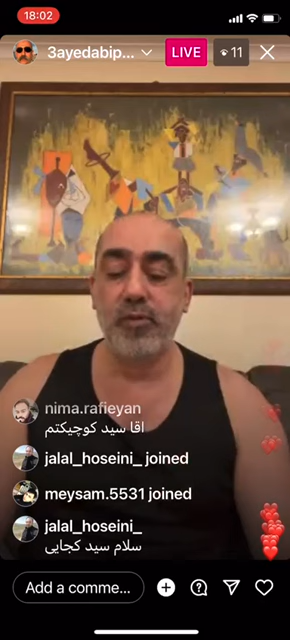 18:02
3ayedabip...
LIVE
11
nima.rafieyan
اقا سید کوچیکتم
jalal_hoseini_ joined
meysam.5531 joined
jalal_hoseini_
سلام سید کجایی
Add a comme...